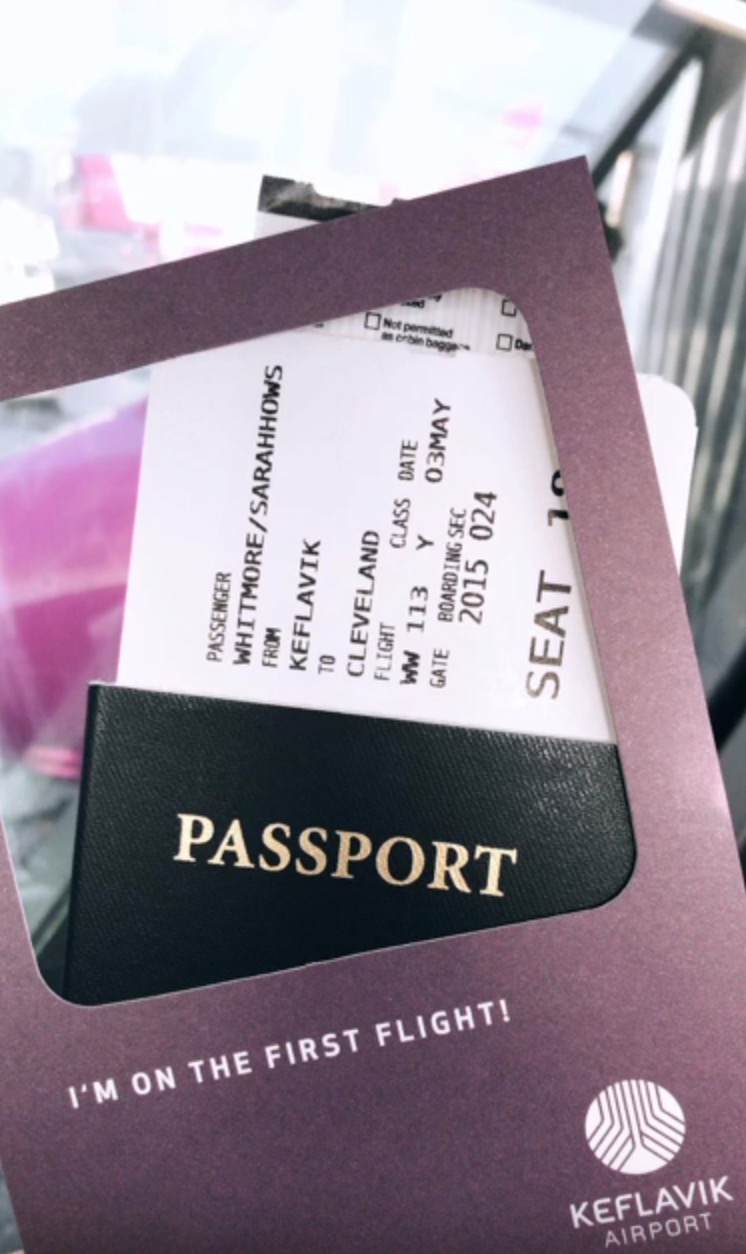 Not permitted
as cabin baggage
PASSENGER
WHITMORE/SARAHHOWS
FROM
KEFLAVIK
TO
CLEVELAND
FLIGHT CLASS DATE
WW 113 Y 03MAY
GATE BOARDING SEC
2015 024
SEAT
PASSPORT
I'M ON THE FIRST FLIGHT!
KEFLAVIK
AIRPORT